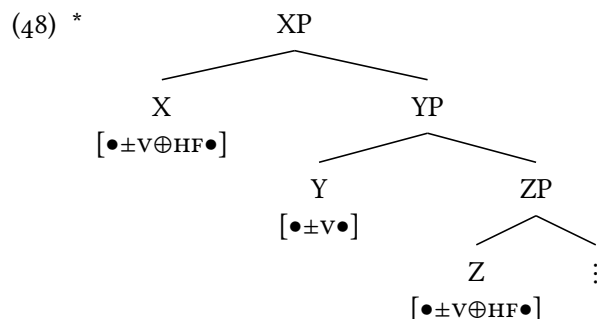 (48) * XP
X YP
[●±V⊕HF●]
Y ZP
[●±V●]
Z ⋮
[●±V⊕HF●]